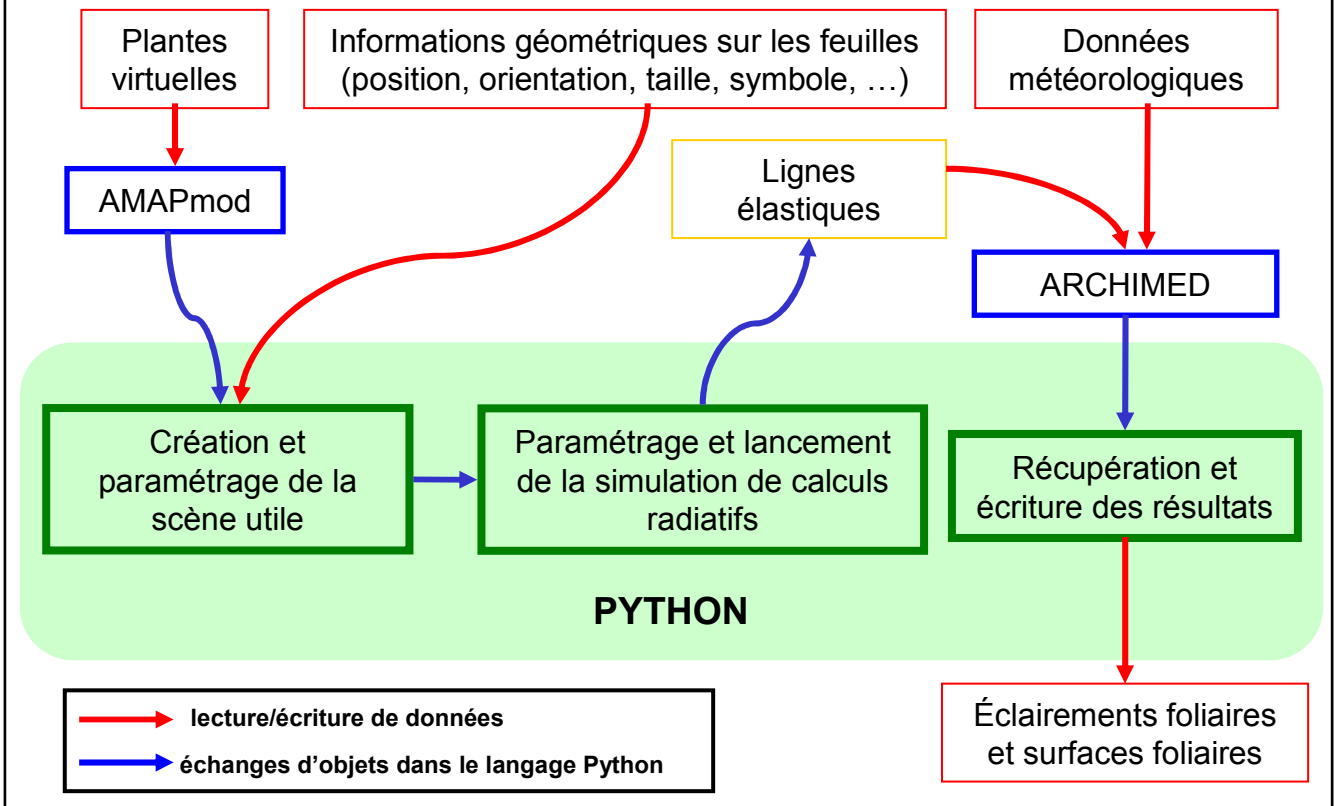 Plantes
virtuelles
Informations géométriques sur les feuilles
(position, orientation, taille, symbole, …)
Données
météorologiques
AMAPmod
Lignes
élastiques
ARCHIMED
Création et
paramétrage de la
scène utile
Paramétrage et lancement
de la simulation de calculs
radiatifs
Récupération et
écriture des résultats
PYTHON
lecture/écriture de données
échanges d’objets dans le langage Python
Éclairements foliaires
et surfaces foliaires